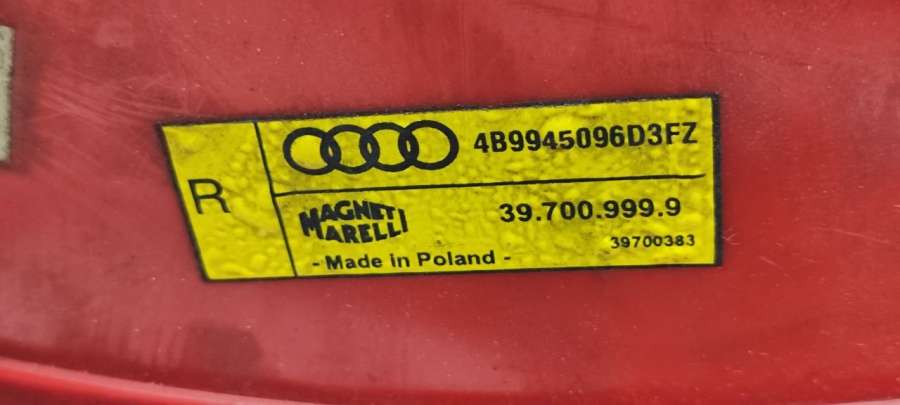 R
4B9945096D3FZ
MAGNETI
MARELLI
39.700.999.9
39700383
- Made in Poland -